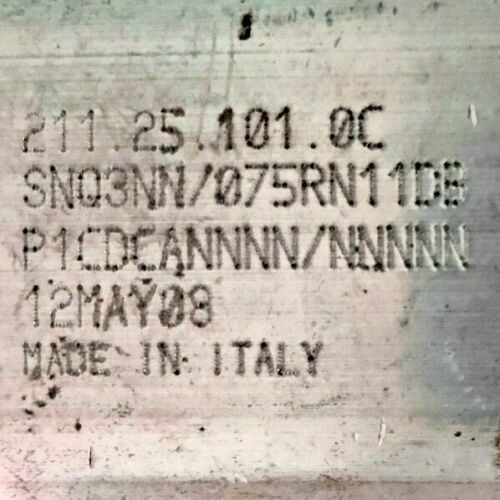 211.25.101.0C
SNQ3NN/075RN11DB
P1CDCANNNN/NNNNN
12MAY08
MADE IN ITALY